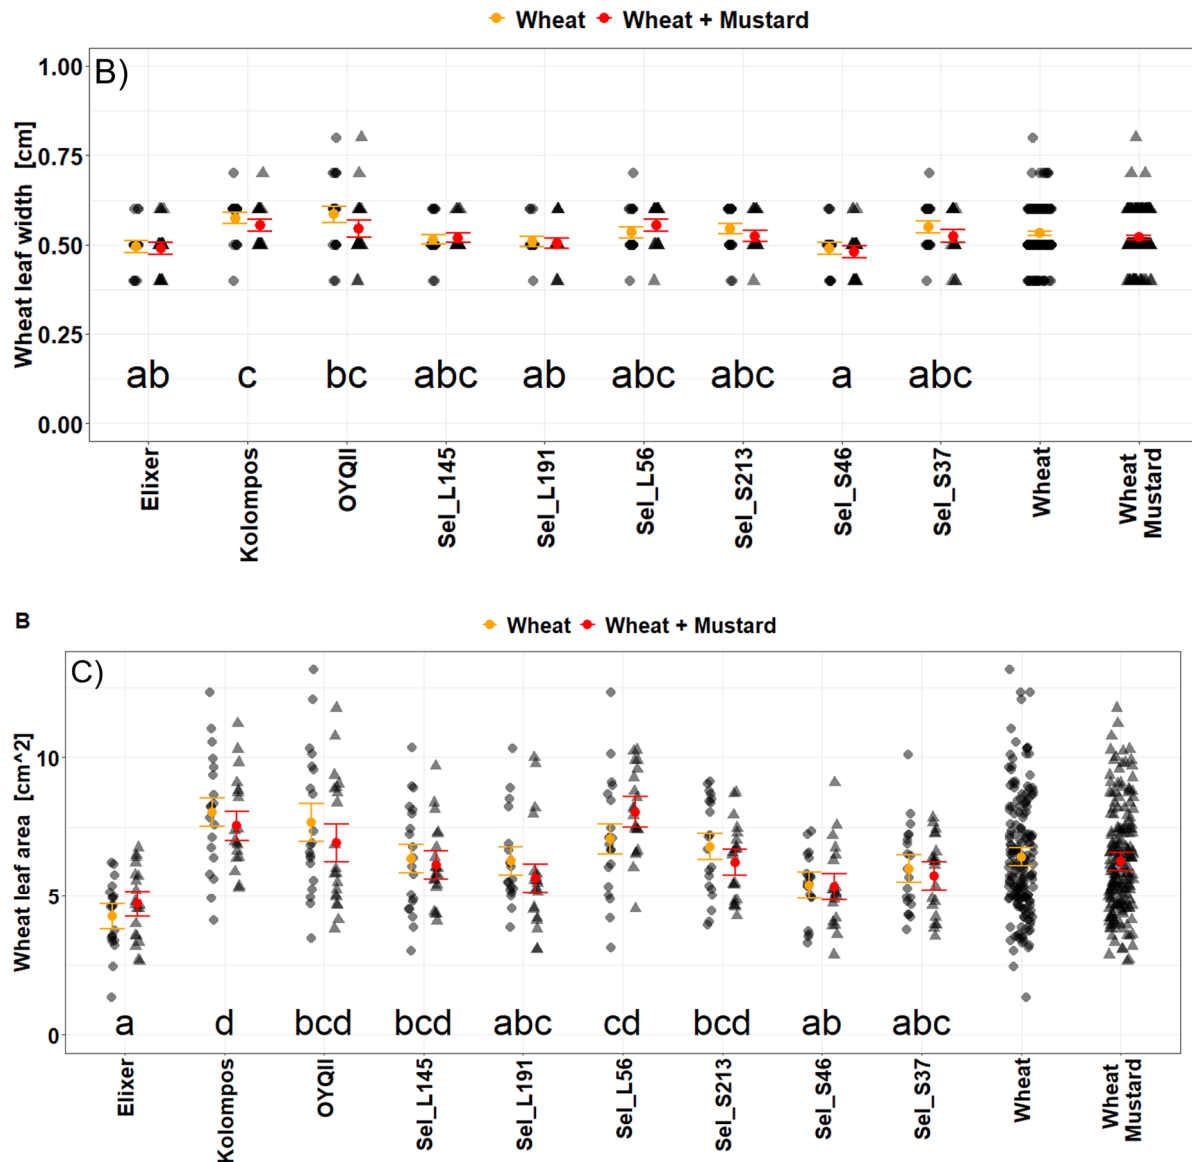 Wheat Wheat + Mustard
B)
Wheat leaf width [cm]
1.00
0.75
0.50
0.25
0.00
ab c bc abc ab abc abc a abc
Elixer
Kolompos
OYQII
Sel_L145
Sel_L191
Sel_L56
Sel_S213
Sel_S46
Sel_S37
Wheat
Wheat
Mustard
B
Wheat Wheat + Mustard
C)
Wheat leaf area [cm^2]
10
5
0
a d bcd bcd abc cd bcd ab abc
Elixer
Kolompos
OYQII
Sel_L145
Sel_L191
Sel_L56
Sel_S213
Sel_S46
Sel_S37
Wheat
Wheat
Mustard